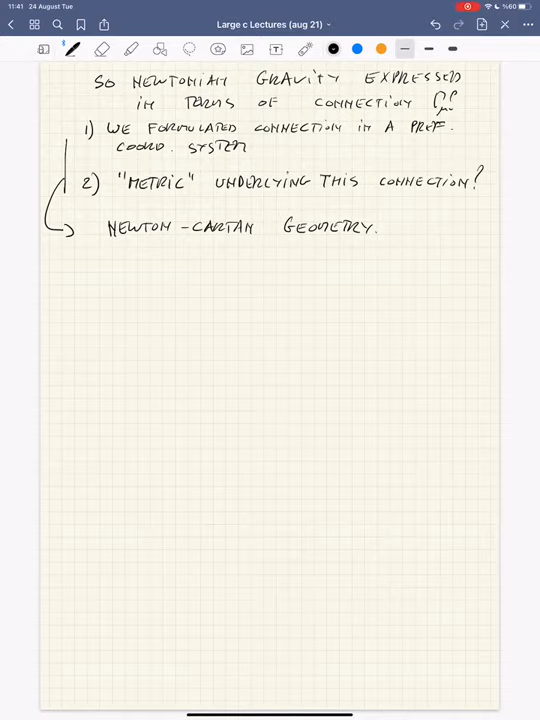 11:41 24 August Tue
%60
Large c Lectures (aug 21)
SO NEWTONIAN GRAVITY EXPRESSED
IN TERMS OF CONNECTION Γ^ρ_μν
1) WE FORMULATED CONNECTION IN A PREF.
COORD. SYSTEM
2) "METRIC" UNDERLYING THIS CONNECTION?
NEWTON-CARTAN GEOMETRY.